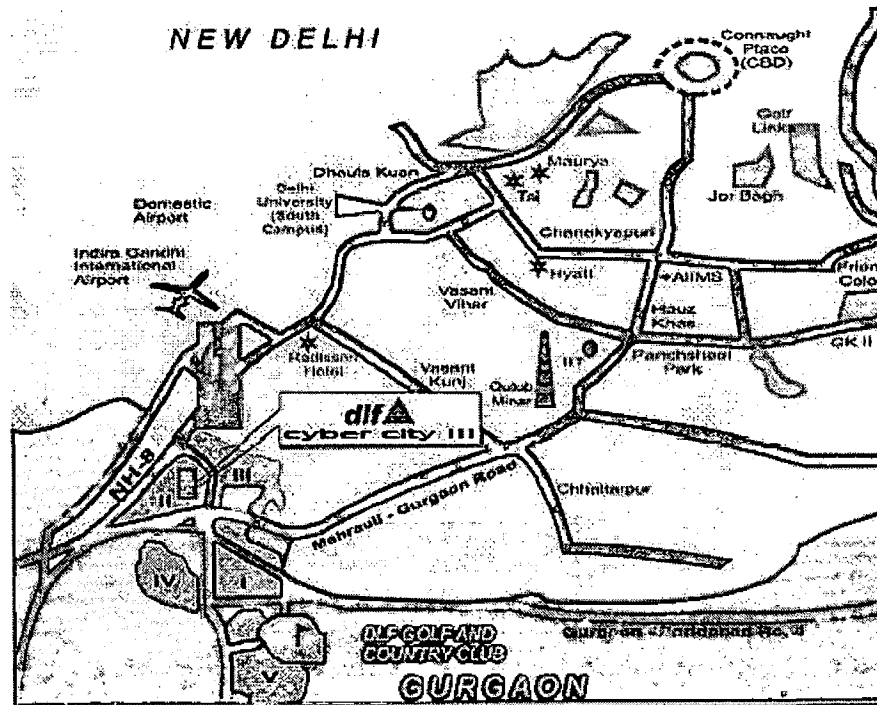 NEW DELHI
Connaught
Place
(CBD)
Golf
Links
Dhaula Kuan
Maurya
Taj
Jor Bagh
Delhi
University
(South
Campus)
Domestic
Airport
Chanakyapuri
Indira Gandhi
International
Airport
Hyatt
AIIMS
Vasant
Vihar
Hauz
Khas
Radisson
Hotel
Vasant
Kunj
IIT
Panchsheel
Park
GK II
Qutub
Minar
dlf
cyber city III
NH-8
II
III
Mehrauli - Gurgaon Road
Chhattarpur
IV
I
DLF GOLF AND
COUNTRY CLUB
V
GURGAON